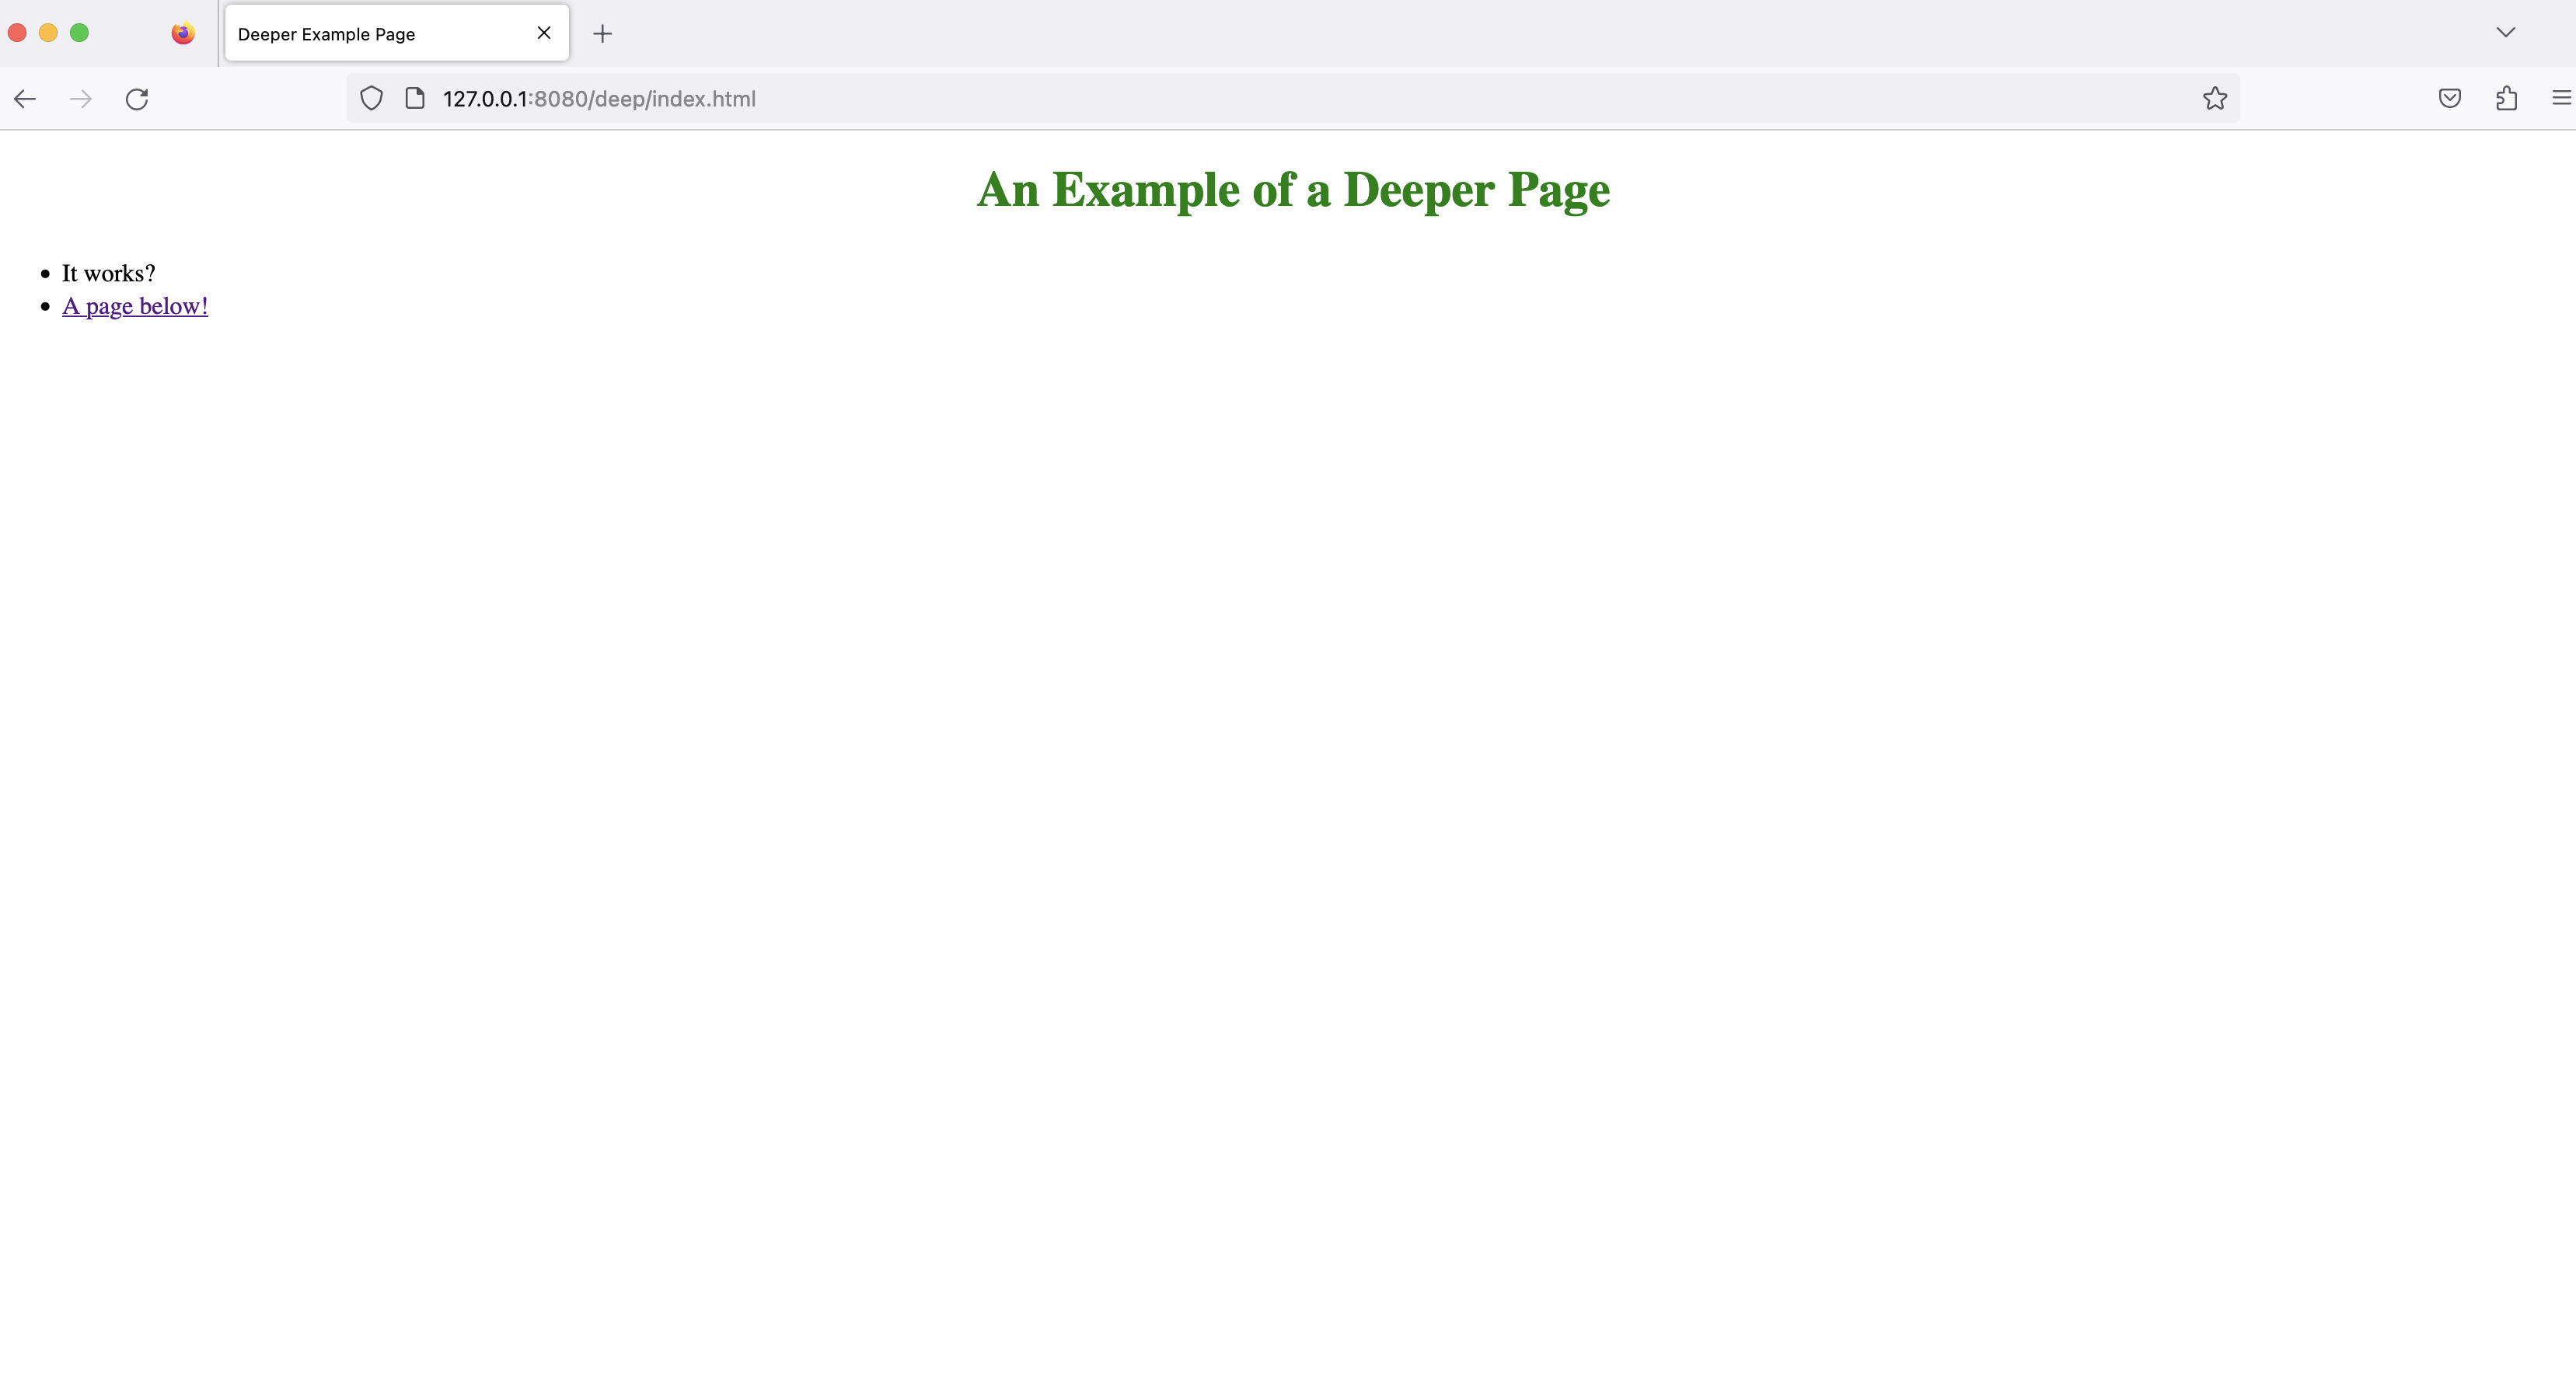 Deeper Example Page
127.0.0.1:8080/deep/index.html
An Example of a Deeper Page
It works?
A page below!